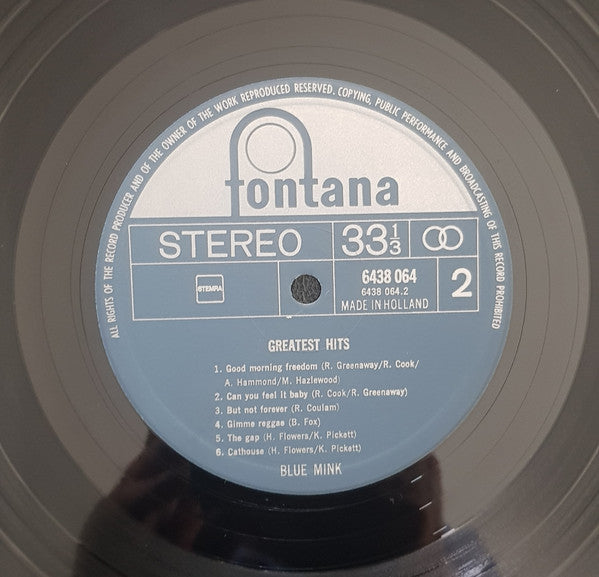 ALL RIGHTS OF THE RECORD PRODUCER AND OF THE OWNER OF THE WORK REPRODUCED RESERVED. COPYING, PUBLIC PERFORMANCE AND BROADCASTING OF THIS RECORD PROHIBITED
fontana
STEREO 33⅓
STEMRA 6438 064 2
6438 064.2
MADE IN HOLLAND
GREATEST HITS
1. Good morning freedom (R. Greenaway/R. Cook/
A. Hammond/M. Hazlewood)
2. Can you feel it baby (R. Cook/R. Greenaway)
3. But not forever (R. Coulam)
4. Gimme reggae (B. Fox)
5. The gap (H. Flowers/K. Pickett)
6. Cathouse (H. Flowers/K. Pickett)
BLUE MINK